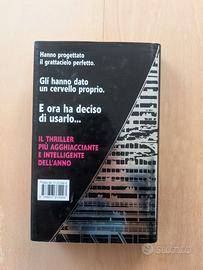 Hanno progettato
il grattacielo perfetto.
Gli hanno dato
un cervello proprio.
E ora ha deciso
di usarlo...
IL THRILLER
PIÙ AGGHIACCIANTE
E INTELLIGENTE
DELL'ANNO
subito